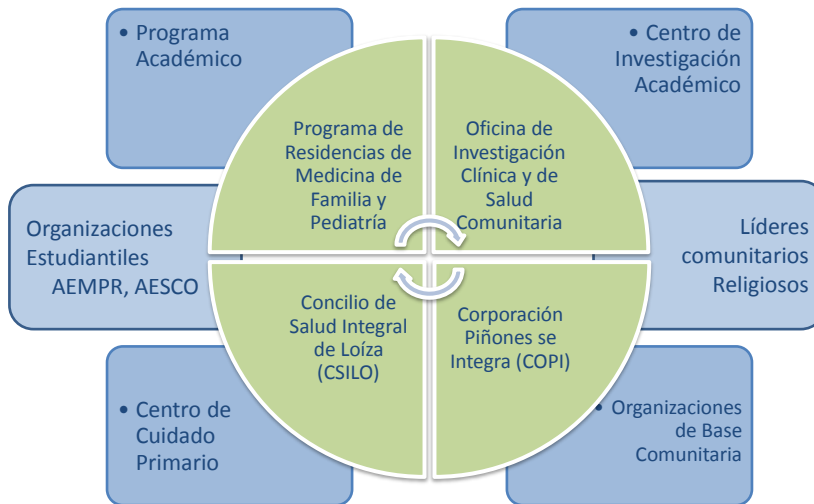 • Programa
Académico
• Centro de
Investigación
Académico
Programa de
Residencias de
Medicina de
Familia y
Pediatría
Oficina de
Investigación
Clínica y de
Salud
Comunitaria
Organizaciones
Estudiantiles
AEMPR, AESCO
Líderes
comunitarios
Religiosos
Concilio de
Salud Integral
de Loíza
(CSILO)
Corporación
Piñones se
Integra (COPI)
• Centro de
Cuidado
Primario
• Organizaciones
de Base
Comunitaria